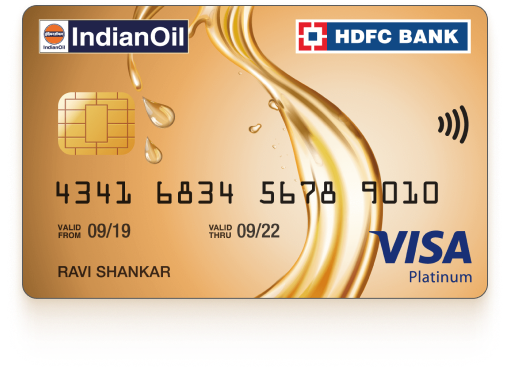 IndianOil
IndianOil
HDFC BANK
4341 6834 5678 9010
VALID FROM 09/19
VALID THRU 09/22
RAVI SHANKAR
VISA
Platinum